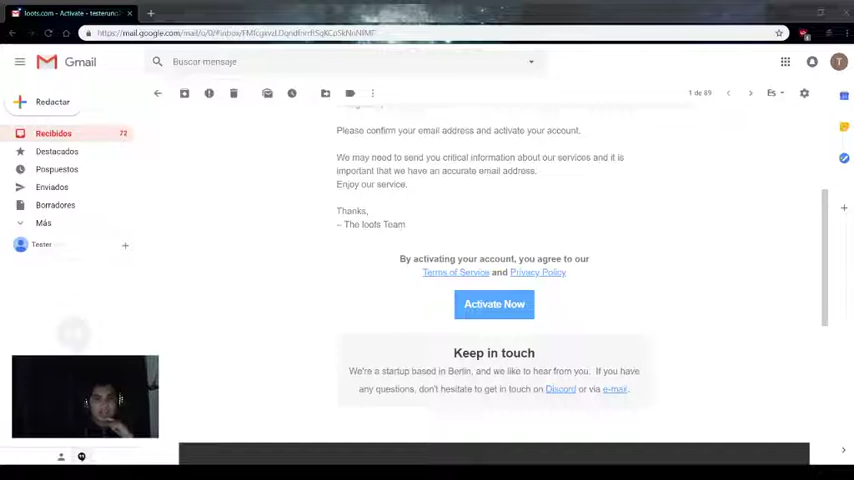 loots.com - Activate - testeruno
Gmail
Buscar mensaje
Redactar
1 de 89
Es
Recibidos
72
Destacados
Pospuestos
Enviados
Borradores
Más
Tester
Please confirm your email address and activate your account.
We may need to send you critical information about our services and it is
important that we have an accurate email address.
Enjoy our service.
Thanks,
– The loots Team
By activating your account, you agree to our
Terms of Service and Privacy Policy
Activate Now
Keep in touch
We're a startup based in Berlin, and we like to hear from you. If you have
any questions, don't hesitate to get in touch on Discord or via e-mail.